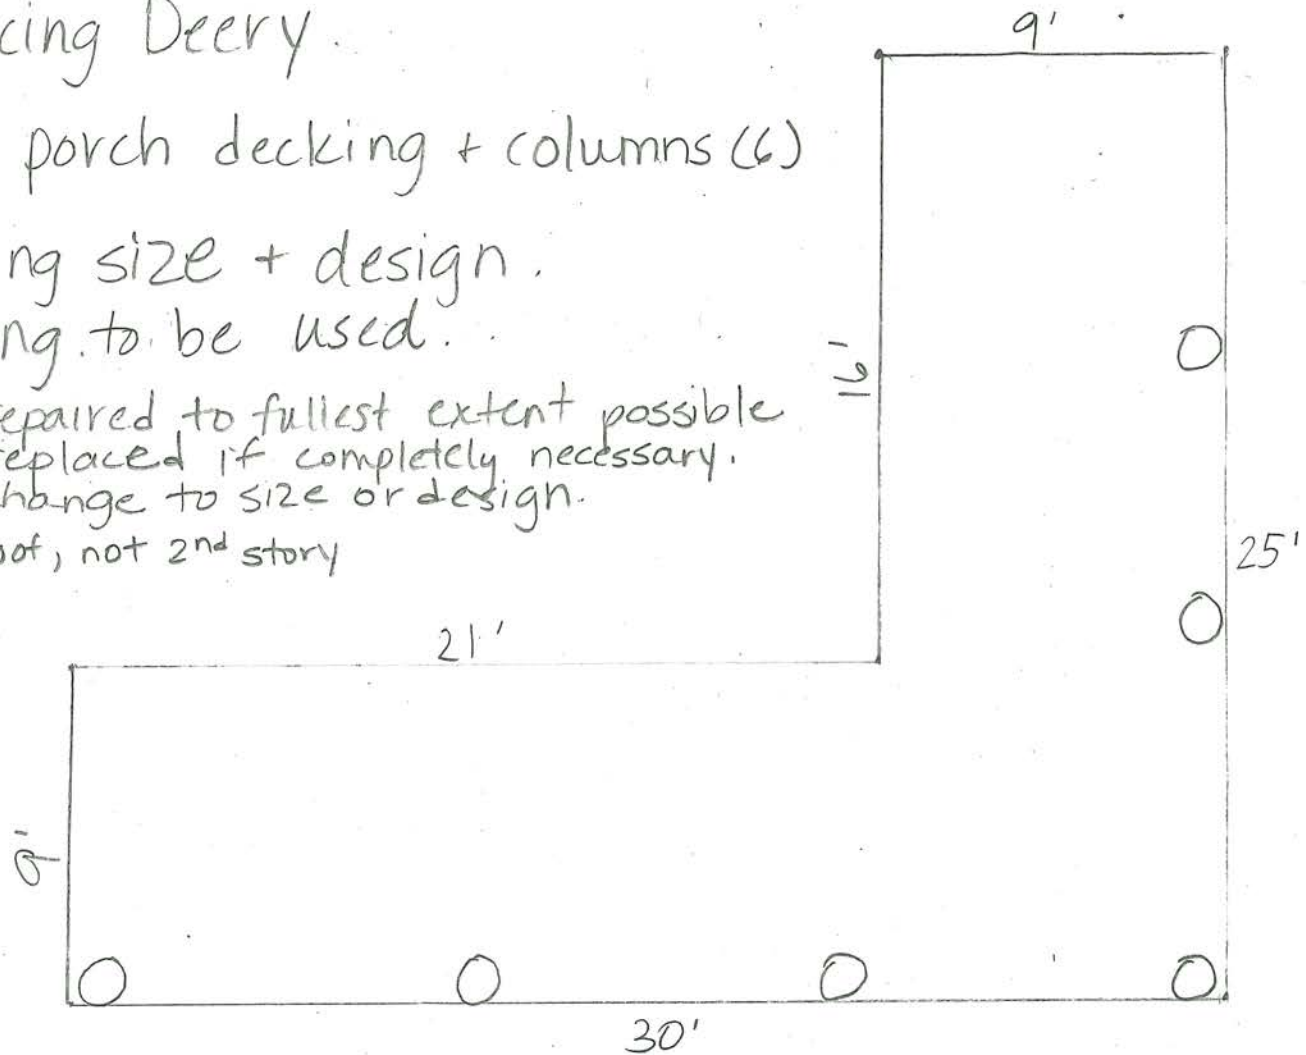 cing Deery.
porch decking + columns (6)
ng size + design.
ng to be used.
epaired to fullest extent possible
eplaced if completely necessary.
hange to size or design.
oof, not 2nd story
9'
16'
25'
21'
9'
30'